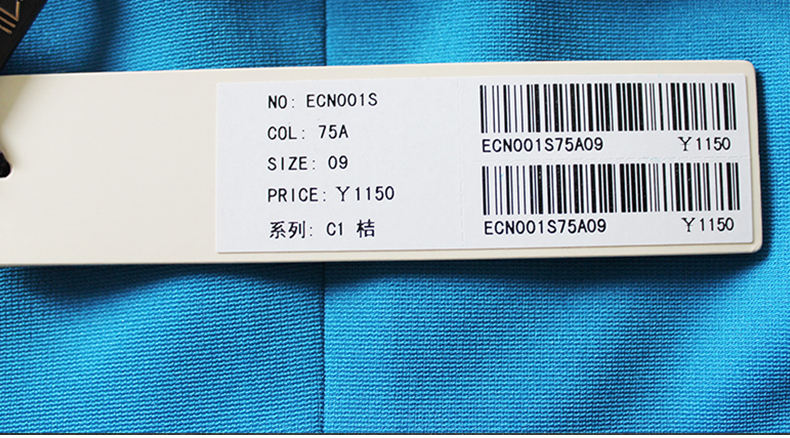 NO: ECN001S
COL: 75A
SIZE: 09
PRICE: Y1150
系列: C1 桔
ECN001S75A09 Y1150
ECN001S75A09 Y1150